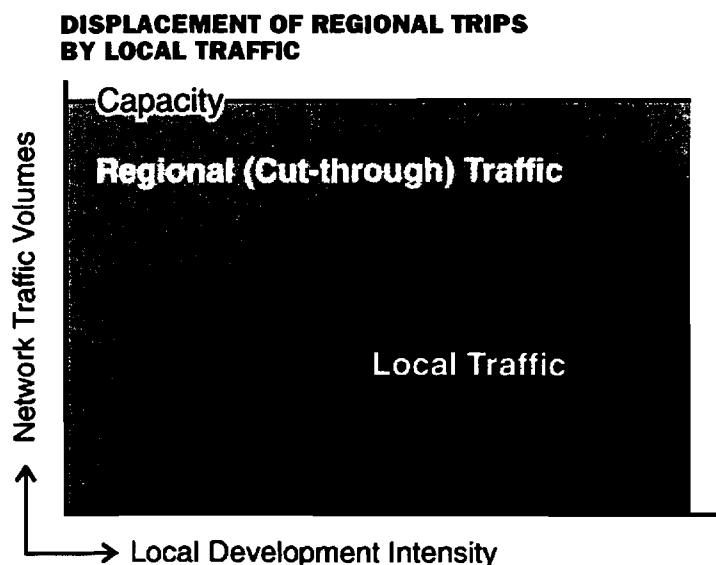 DISPLACEMENT OF REGIONAL TRIPS
BY LOCAL TRAFFIC
Capacity
Regional (Cut-through) Traffic
Local Traffic
Network Traffic Volumes
Local Development Intensity